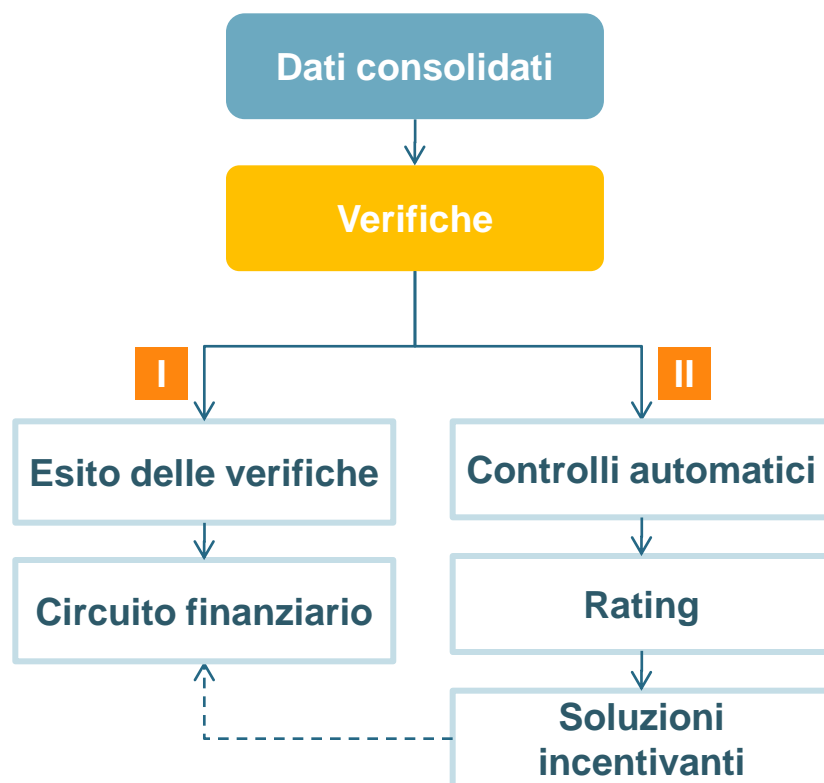 Dati consolidati
Verifiche
I
II
Esito delle verifiche
Controlli automatici
Circuito finanziario
Rating
Soluzioni
incentivanti